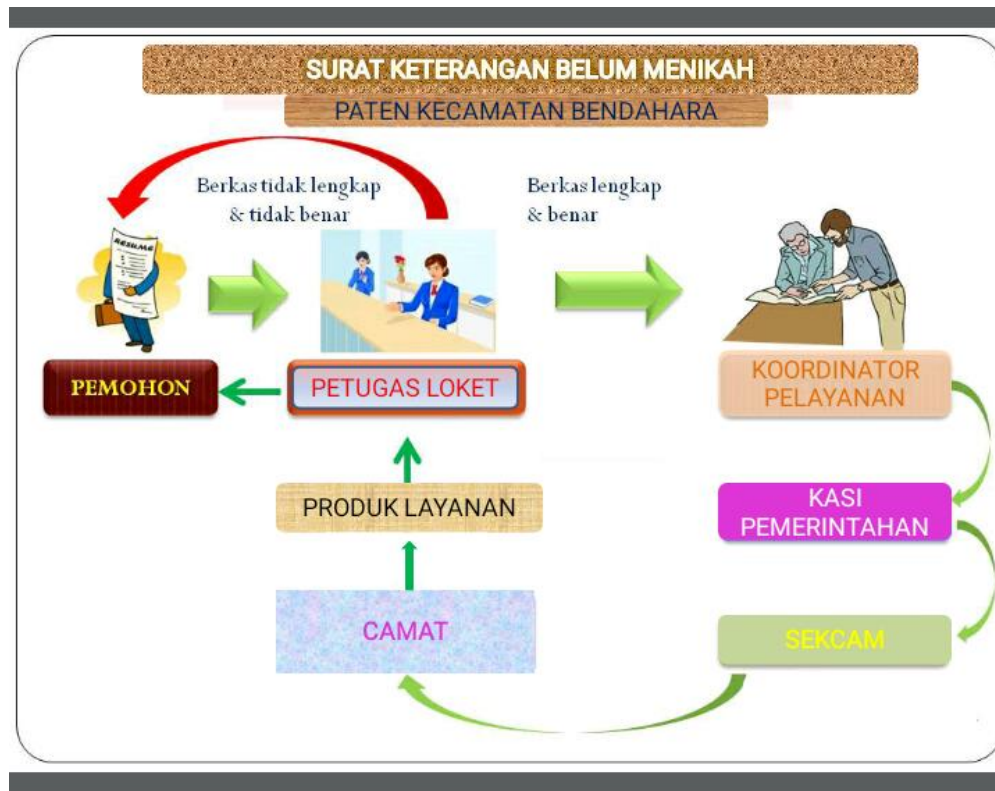 SURAT KETERANGAN BELUM MENIKAH
PATEN KECAMATAN BENDAHARA
Berkas tidak lengkap
& tidak benar
Berkas lengkap
& benar
RESUME
PEMOHON
PETUGAS LOKET
KOORDINATOR
PELAYANAN
PRODUK LAYANAN
KASI
PEMERINTAHAN
CAMAT
SEKCAM